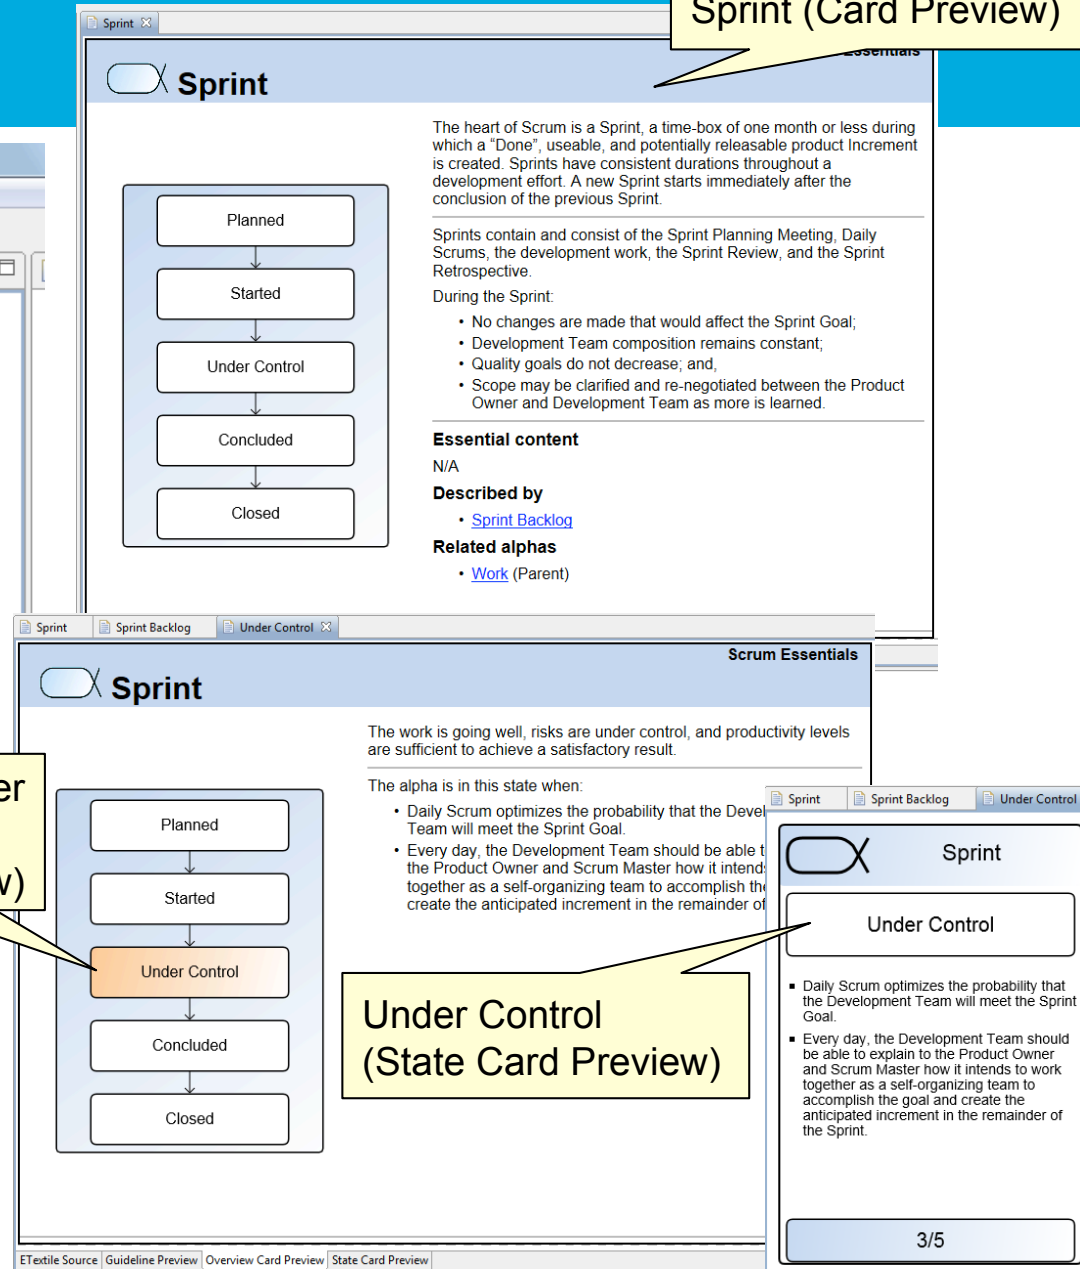 Sprint (Card Preview)
Sprint
Essentials
Sprint
The heart of Scrum is a Sprint, a time-box of one month or less during
which a “Done”, useable, and potentially releasable product Increment
is created. Sprints have consistent durations throughout a
development effort. A new Sprint starts immediately after the
conclusion of the previous Sprint.
Sprints contain and consist of the Sprint Planning Meeting, Daily
Scrums, the development work, the Sprint Review, and the Sprint
Retrospective.
During the Sprint:
• No changes are made that would affect the Sprint Goal;
• Development Team composition remains constant;
• Quality goals do not decrease; and,
• Scope may be clarified and re-negotiated between the Product
Owner and Development Team as more is learned.
Essential content
N/A
Described by
• Sprint Backlog
Related alphas
• Work (Parent)
Planned
Started
Under Control
Concluded
Closed
Sprint
Sprint Backlog
Under Control
Scrum Essentials
Sprint
The work is going well, risks are under control, and productivity levels
are sufficient to achieve a satisfactory result.
The alpha is in this state when:
• Daily Scrum optimizes the probability that the Devel
Team will meet the Sprint Goal.
• Every day, the Development Team should be able t
the Product Owner and Scrum Master how it intend
together as a self-organizing team to accomplish th
create the anticipated increment in the remainder of
Planned
Started
Under Control
Concluded
Closed
er
w)
Under Control
(State Card Preview)
Sprint
Sprint Backlog
Under Control
Sprint
Under Control
▪ Daily Scrum optimizes the probability that
the Development Team will meet the Sprint
Goal.
▪ Every day, the Development Team should
be able to explain to the Product Owner
and Scrum Master how it intends to work
together as a self-organizing team to
accomplish the goal and create the
anticipated increment in the remainder of
the Sprint.
3/5
ETextile Source
Guideline Preview
Overview Card Preview
State Card Preview